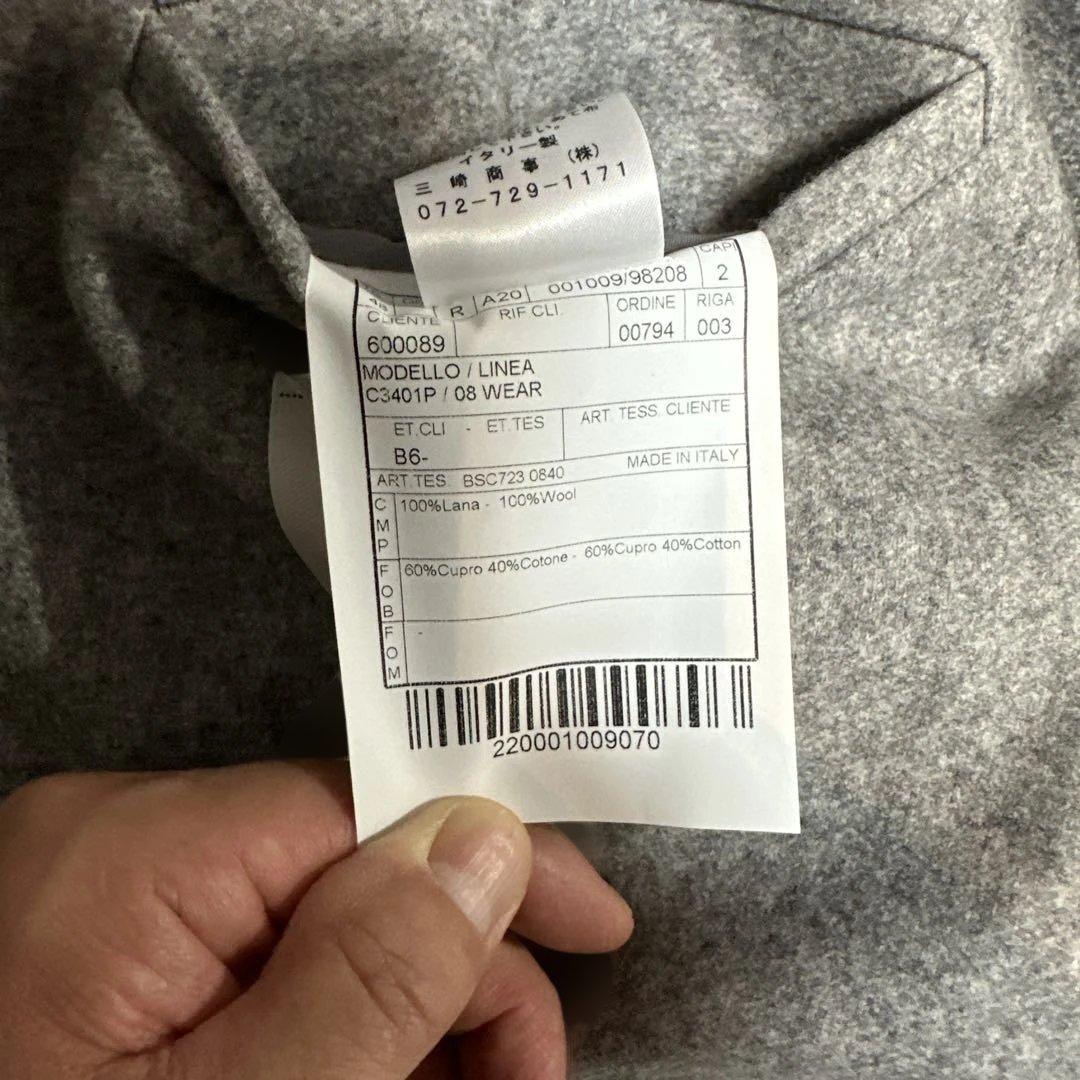 イタリー製
三崎商事(株)
072-729-1171
CAPI
48 R A20 001009/98208 2
CLIENTE RIF.CLI. ORDINE RIGA
600089 00794 003
MODELLO / LINEA
C3401P / 08 WEAR
ET.CLI - ET.TES ART. TESS. CLIENTE
B6-
ART.TES. BSC723 0840 MADE IN ITALY
CMP 100%Lana - 100%Wool
FOB 60%Cupro 40%Cotone - 60%Cupro 40%Cotton
FOM -
220001009070